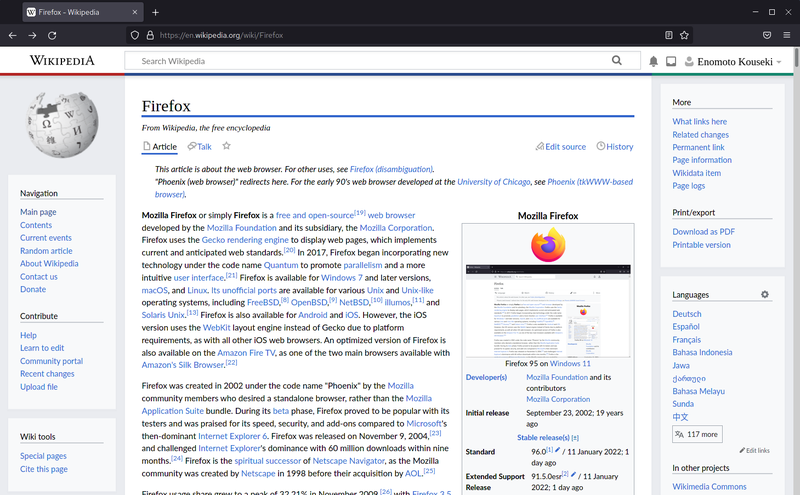 Firefox - Wikipedia
https://en.wikipedia.org/wiki/Firefox
WIKIPEDIA
Search Wikipedia
Enomoto Kouseki
Navigation
Main page
Contents
Current events
Random article
About Wikipedia
Contact us
Donate
Contribute
Help
Learn to edit
Community portal
Recent changes
Upload file
Wiki tools
Special pages
Cite this page
Firefox
From Wikipedia, the free encyclopedia
Article Talk
Edit source History
This article is about the web browser. For other uses, see Firefox (disambiguation).
"Phoenix (web browser)" redirects here. For the early 90's web browser developed at the University of Chicago, see Phoenix (tkWWW-based
browser).
Mozilla Firefox or simply Firefox is a free and open-source[19] web browser
developed by the Mozilla Foundation and its subsidiary, the Mozilla Corporation.
Firefox uses the Gecko rendering engine to display web pages, which implements
current and anticipated web standards.[20] In 2017, Firefox began incorporating new
technology under the code name Quantum to promote parallelism and a more
intuitive user interface.[21] Firefox is available for Windows 7 and later versions,
macOS, and Linux. Its unofficial ports are available for various Unix and Unix-like
operating systems, including FreeBSD,[8] OpenBSD,[9] NetBSD,[10] illumos,[11] and
Solaris Unix.[13] Firefox is also available for Android and iOS. However, the iOS
version uses the WebKit layout engine instead of Gecko due to platform
requirements, as with all other iOS web browsers. An optimized version of Firefox is
also available on the Amazon Fire TV, as one of the two main browsers available with
Amazon's Silk Browser.[22]
Firefox was created in 2002 under the code name "Phoenix" by the Mozilla
community members who desired a standalone browser, rather than the Mozilla
Application Suite bundle. During its beta phase, Firefox proved to be popular with its
testers and was praised for its speed, security, and add-ons compared to Microsoft's
then-dominant Internet Explorer 6. Firefox was released on November 9, 2004,[23]
and challenged Internet Explorer's dominance with 60 million downloads within nine
months.[24] Firefox is the spiritual successor of Netscape Navigator, as the Mozilla
community was created by Netscape in 1998 before their acquisition by AOL.[25]
Firefox usage share grew to a peak of 32.21% in November 2009,[26] with Firefox 3.5
Mozilla Firefox
Firefox 95 on Windows 11
Developer(s) Mozilla Foundation and its
contributors
Mozilla Corporation
Initial release September 23, 2002; 19 years
ago
Stable release(s) [±]
Standard 96.0[1] / 11 January 2022; 1
day ago
Extended Support 91.5.0esr[2] / 11 January
Release 2022; 1 day ago
More
What links here
Related changes
Permanent link
Page information
Wikidata item
Page logs
Print/export
Download as PDF
Printable version
Languages
Deutsch
Español
Français
Bahasa Indonesia
Jawa
ქართული
Bahasa Melayu
Sunda
中文
117 more
Edit links
In other projects
Wikimedia Commons